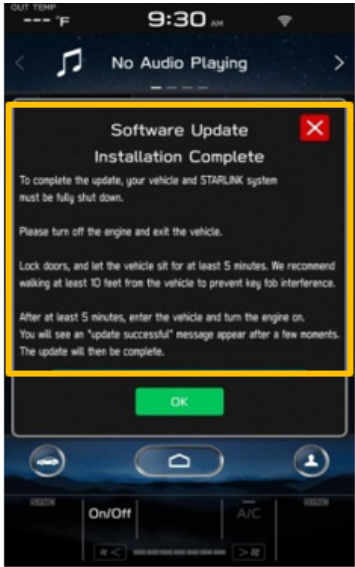 OUT TEMP
--- °F
9:30 AM
No Audio Playing
Software Update
Installation Complete
To complete the update, your vehicle and STARLINK system
must be fully shut down.
Please turn off the engine and exit the vehicle.
Lock doors, and let the vehicle sit for at least 5 minutes. We recommend
walking at least 10 feet from the vehicle to prevent key fob interference.
After at least 5 minutes, enter the vehicle and turn the engine on.
You will see an "update successful" message appear after a few moments.
The update will then be complete.
OK
On/Off
A/C